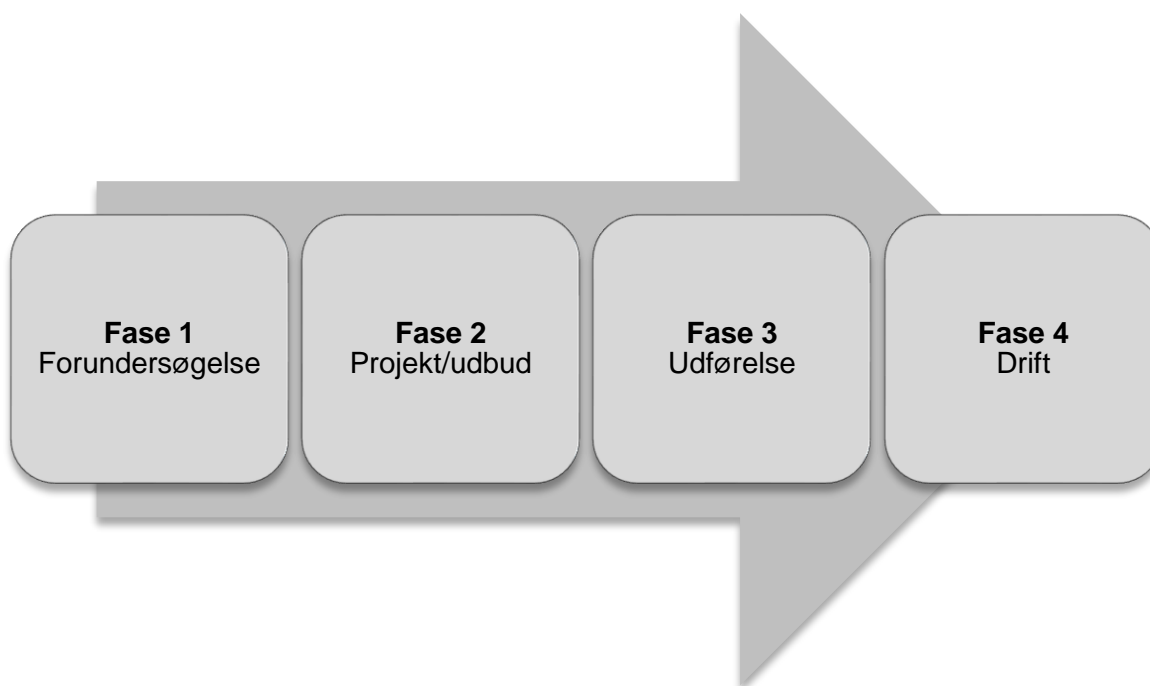 Fase 1
Forundersøgelse
Fase 2
Projekt/udbud
Fase 3
Udførelse
Fase 4
Drift